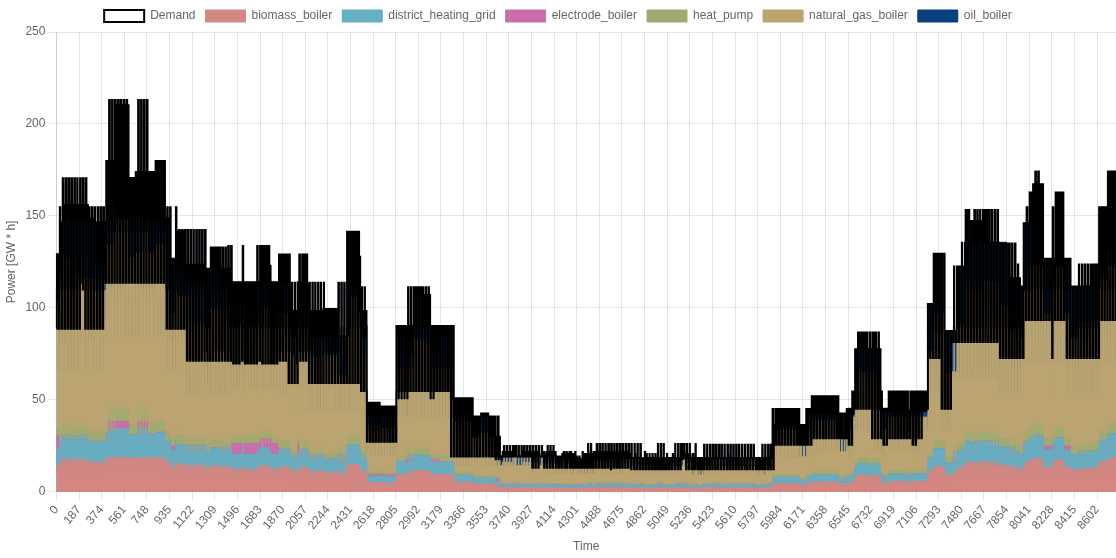 Demand biomass_boiler district_heating_grid electrode_boiler heat_pump natural_gas_boiler oil_boiler
250
200
150
100
50
0
Power [GW * h]
0 187 374 561 748 935 1122 1309 1496 1683 1870 2057 2244 2431 2618 2805 2992 3179 3366 3553 3740 3927 4114 4301 4488 4675 4862 5049 5236 5423 5610 5797 5984 6171 6358 6545 6732 6919 7106 7293 7480 7667 7854 8041 8228 8415 8602
Time